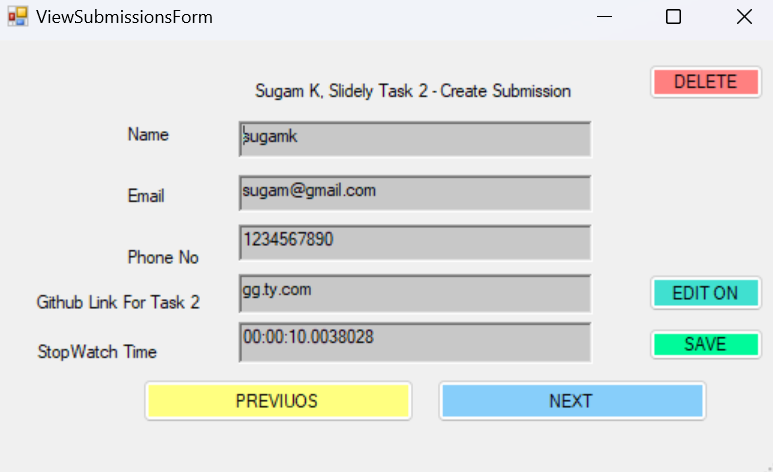 ViewSubmissionsForm
Sugam K, Slidely Task 2 - Create Submission
DELETE
Name
sugamk
Email
sugam@gmail.com
Phone No
1234567890
Github Link For Task 2
gg.ty.com
EDIT ON
StopWatch Time
00:00:10.0038028
SAVE
PREVIUOS
NEXT